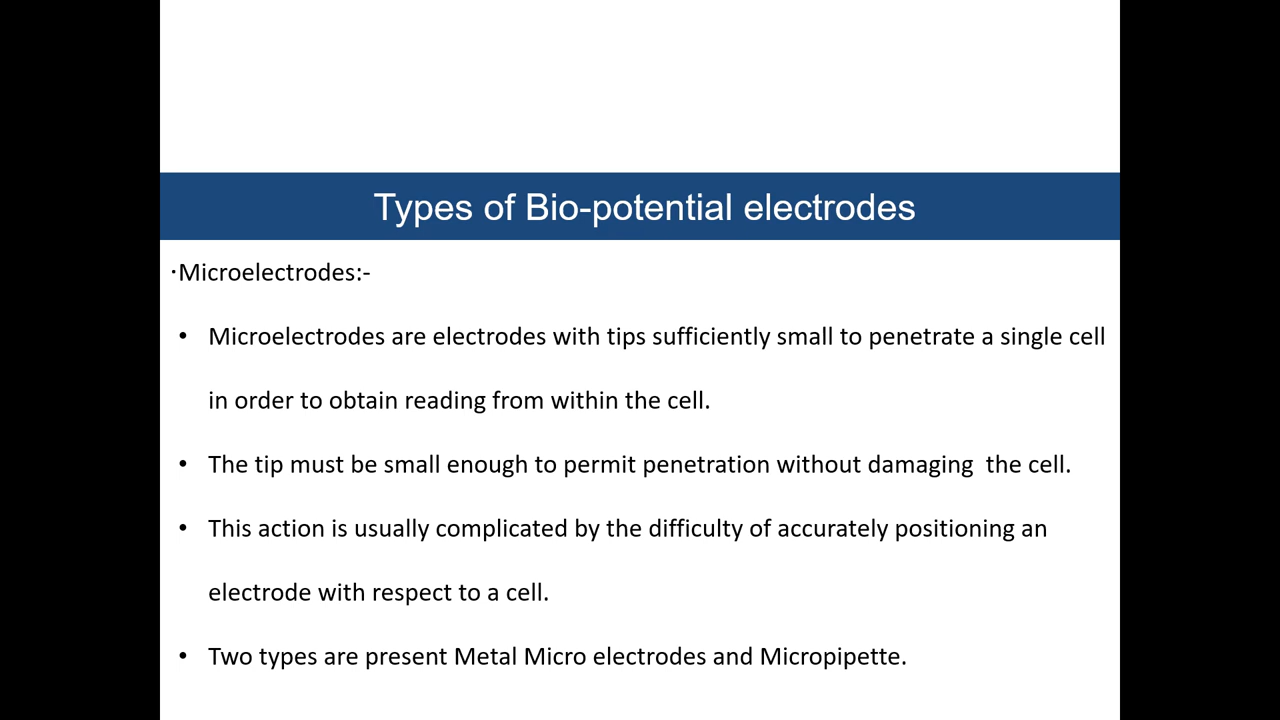 Types of Bio-potential electrodes
·Microelectrodes:-
• Microelectrodes are electrodes with tips sufficiently small to penetrate a single cell
in order to obtain reading from within the cell.
• The tip must be small enough to permit penetration without damaging  the cell.
• This action is usually complicated by the difficulty of accurately positioning an
electrode with respect to a cell.
• Two types are present Metal Micro electrodes and Micropipette.